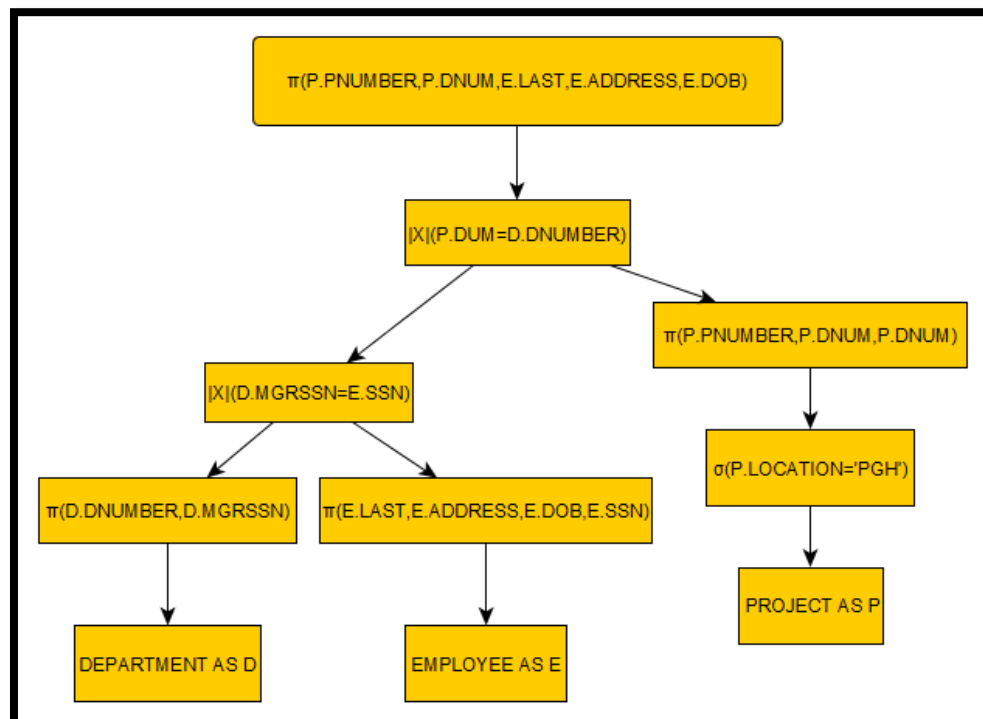 π(P.PNUMBER,P.DNUM,E.LAST,E.ADDRESS,E.DOB)
|X|(P.DUM=D.DNUMBER)
π(P.PNUMBER,P.DNUM,P.DNUM)
|X|(D.MGRSSN=E.SSN)
σ(P.LOCATION='PGH')
π(D.DNUMBER,D.MGRSSN)
π(E.LAST,E.ADDRESS,E.DOB,E.SSN)
PROJECT AS P
DEPARTMENT AS D
EMPLOYEE AS E